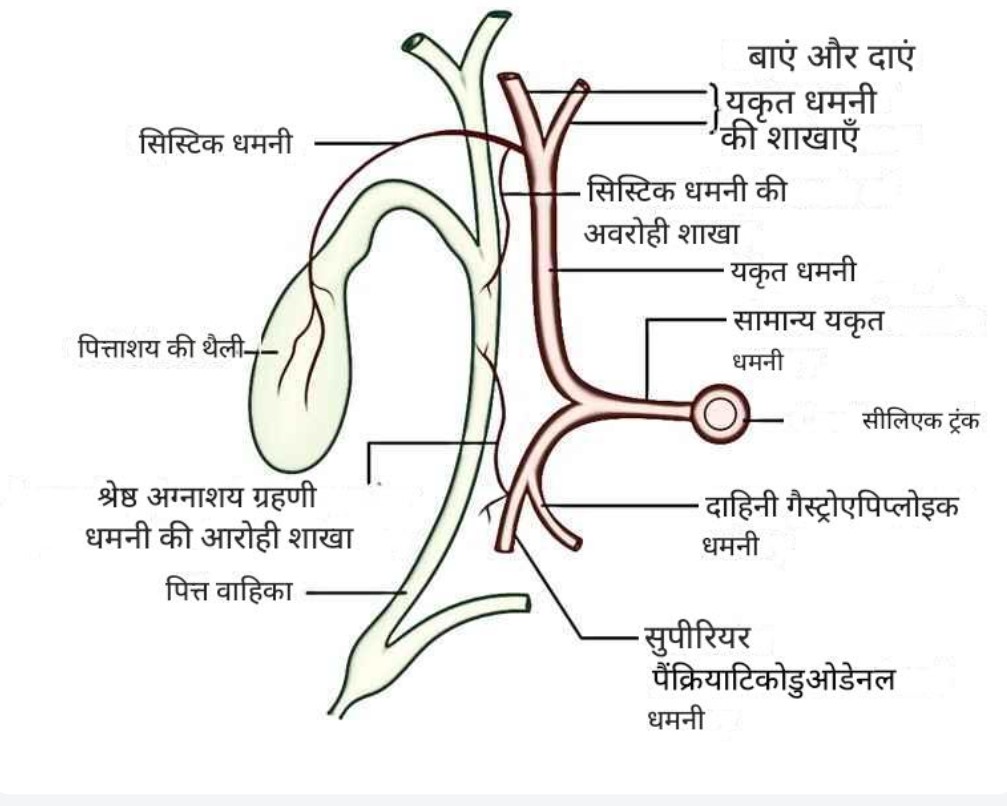 बाएं और दाएं
यकृत धमनी
की शाखाएँ
सिस्टिक धमनी
सिस्टिक धमनी की
अवरोही शाखा
यकृत धमनी
सामान्य यकृत
धमनी
पित्ताशय की थैली
सीलिएक ट्रंक
श्रेष्ठ अग्नाशय ग्रहणी
धमनी की आरोही शाखा
दाहिनी गैस्ट्रोएपिप्लोइक
धमनी
पित्त वाहिका
सुपीरियर
पैंक्रियाटिकोडुओडेनल
धमनी